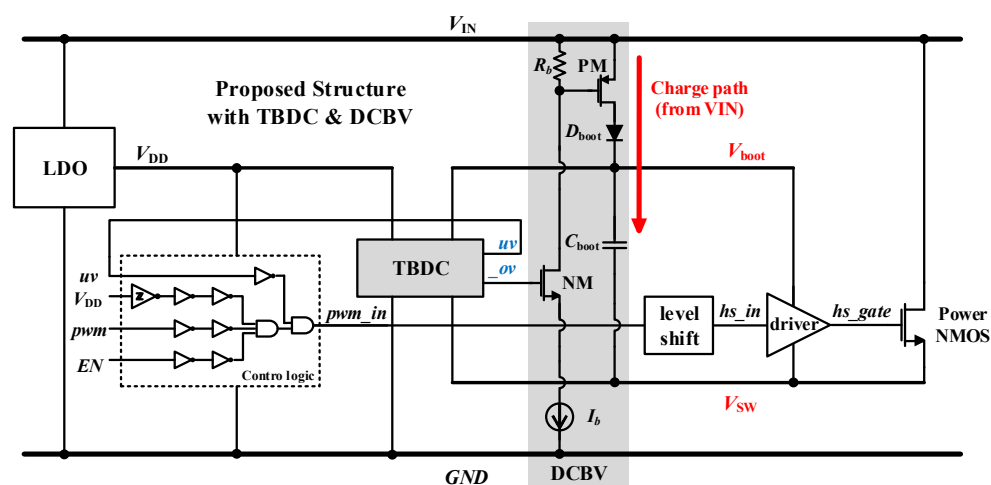 VIN
Proposed Structure
with TBDC & DCBV
Rb
PM
Charge path
(from VIN)
Dboot
LDO
VDD
Vboot
Cboot
TBDC
uv
_ov
NM
uv
VDD
pwm
EN
Contro logic
pwm_in
level
shift
hs_in
driver
hs_gate
Power
NMOS
VSW
Ib
GND
DCBV